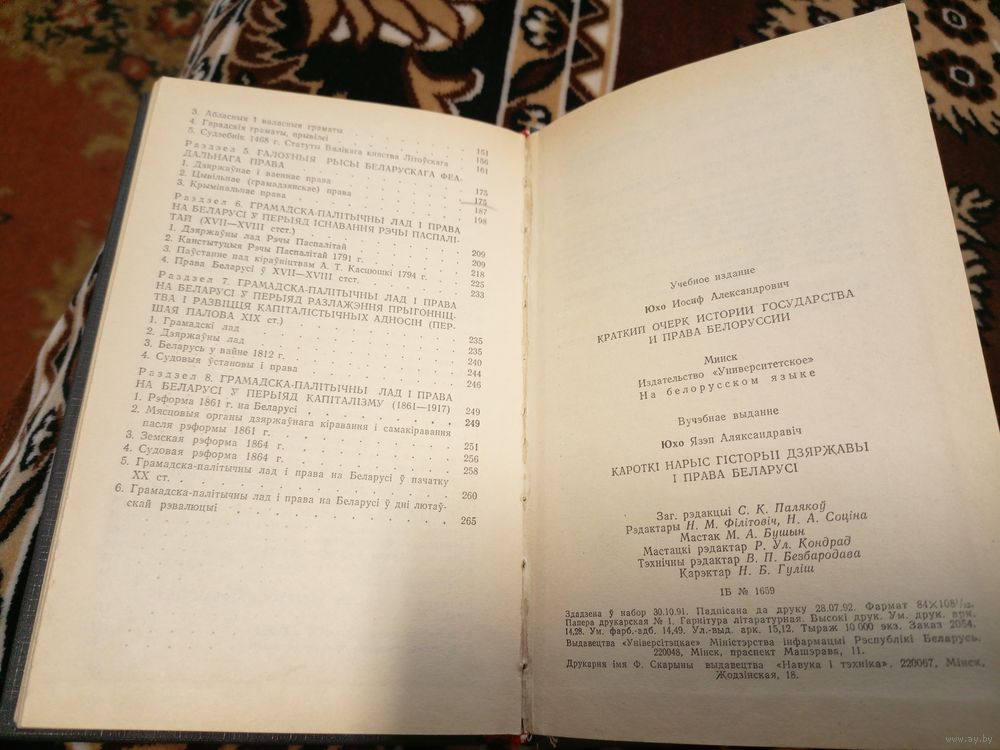 3. Абласныя і валасныя граматы . . . . . . 151
4. Гарадскія граматы, прывілеі . . . . . . 156
5. Судзебнік 1468 г. Статуты Вялікага княства Літоўскага 161
Раздзел 5. ГАЛОЎНЫЯ РЫСЫ БЕЛАРУСКАГА ФЕА-
ДАЛЬНАГА ПРАВА . . . . . . 175
1. Дзяржаўнае і ваеннае права . . . . . . 175
2. Цывільнае (грамадзянскае) права . . . . . . 187
3. Крымінальнае права . . . . . . 198
Раздзел 6. ГРАМАДСКА-ПАЛІТЫЧНЫ ЛАД І ПРАВА
НА БЕЛАРУСІ Ў ПЕРЫЯД ІСНАВАННЯ РЭЧЫ ПАСПАЛІ-
ТАЙ (XVII—XVIII стст.) . . . . . . 209
1. Дзяржаўны лад Рэчы Паспалітай . . . . . . 209
2. Канстытуцыя Рэчы Паспалітай 1791 г. . . . . . 218
3. Паўстанне пад кіраўніцтвам А. Т. Касцюшкі 1794 г. . . 225
4. Права Беларусі ў XVII—XVIII стст. . . . . . 233
Раздзел 7. ГРАМАДСКА-ПАЛІТЫЧНЫ ЛАД І ПРАВА
НА БЕЛАРУСІ Ў ПЕРЫЯД РАЗЛАЖЭННЯ ПРЫГОННІЦ-
ТВА І РАЗВІЦЦЯ КАПІТАЛІСТЫЧНЫХ АДНОСІН (ПЕР-
ШАЯ ПАЛОВА XIX ст.) . . . . . . 235
1. Грамадскі лад . . . . . . 235
2. Дзяржаўны лад . . . . . . 240
3. Беларусь у вайне 1812 г. . . . . . 244
4. Судовыя ўстановы і права . . . . . . 246
Раздзел 8. ГРАМАДСКА-ПАЛІТЫЧНЫ ЛАД І ПРАВА
НА БЕЛАРУСІ Ў ПЕРЫЯД КАПІТАЛІЗМУ (1861—1917) 249
1. Рэформа 1861 г. на Беларусі . . . . . . 249
2. Мясцовыя органы дзяржаўнага кіравання і самакіравання
пасля рэформы 1861 г. . . . . . 251
3. Земская рэформа 1864 г. . . . . . 256
4. Судовая рэформа 1864 г. . . . . . 258
5. Грамадска-палітычны лад і права на Беларусі ў пачатку
XX ст. . . . . . 260
6. Грамадска-палітычны лад і права на Беларусі ў дні лютаў-
скай рэвалюцыі . . . . . . 265
Учебное издание
Юхо Иосиф Александрович
КРАТКИЙ ОЧЕРК ИСТОРИИ ГОСУДАРСТВА
И ПРАВА БЕЛОРУССИИ
Минск
Издательство «Университетское»
На белорусском языке
Вучэбнае выданне
Юхо Язэп Аляксандравіч
КАРОТКІ НАРЫС ГІСТОРЫІ ДЗЯРЖАВЫ
І ПРАВА БЕЛАРУСІ
Заг. рэдакцыі С. К. Палякоў
Рэдактары Н. М. Філітовіч, Н. А. Соціна
Мастак М. А. Бушын
Мастацкі рэдактар Р. Ул. Кондрад
Тэхнічны рэдактар В. П. Безбародава
Карэктар Н. Б. Гуліш
ІБ № 1659
Здадзена ў набор 30.10.91. Падпісана да друку 28.07.92. Фармат 84×108 1/32.
Папера друкарская № 1. Гарнітура літаратурная. Высокі друк. Ум. друк. арк.
14,28. Ум. фарб.-адб. 14,49. Ул.-выд. арк. 15,12. Тыраж 10 000 экз. Заказ 2054.
Выдавецтва «Універсітэцкае» Міністэрства інфармацыі Рэспублікі Беларусь.
220048, Мінск, праспект Машэрава, 11.
Друкарня імя Ф. Скарыны выдавецтва «Навука і тэхніка». 220067, Мінск,
Жодзінская, 18.
www.ay.by